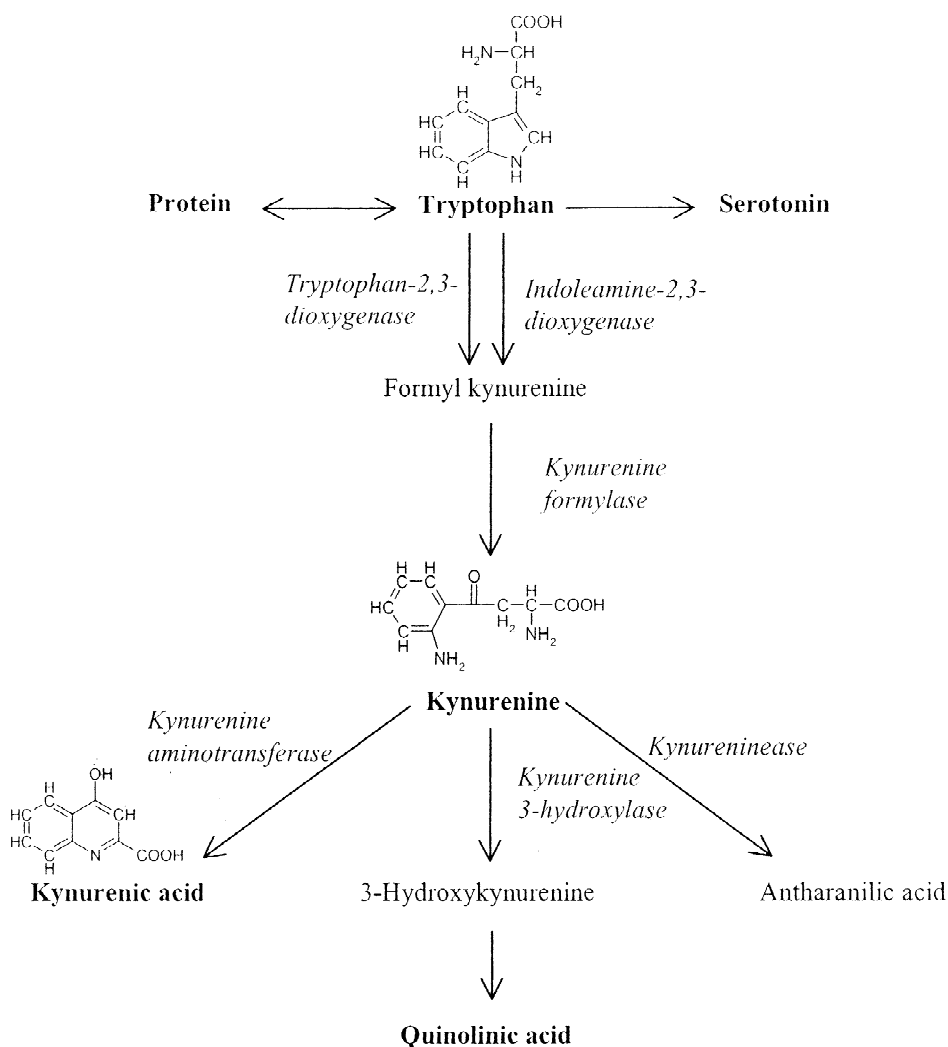 COOH
H2N-CH
CH2
H
C
HC
HC
C
H
CH
N
H
Protein
Tryptophan
Serotonin
Tryptophan-2,3-
dioxygenase
Indoleamine-2,3-
dioxygenase
Formyl kynurenine
Kynurenine
formylase
H H
C-C
HC
C
H
O
H
C-COOH
H2
NH2
NH2
Kynurenine
Kynurenine
aminotransferase
Kynureninease
Kynurenine
3-hydroxylase
OH
H
C
HC
HC
C
H
CH
N
COOH
Kynurenic acid
3-Hydroxykynurenine
Antharanilic acid
Quinolinic acid